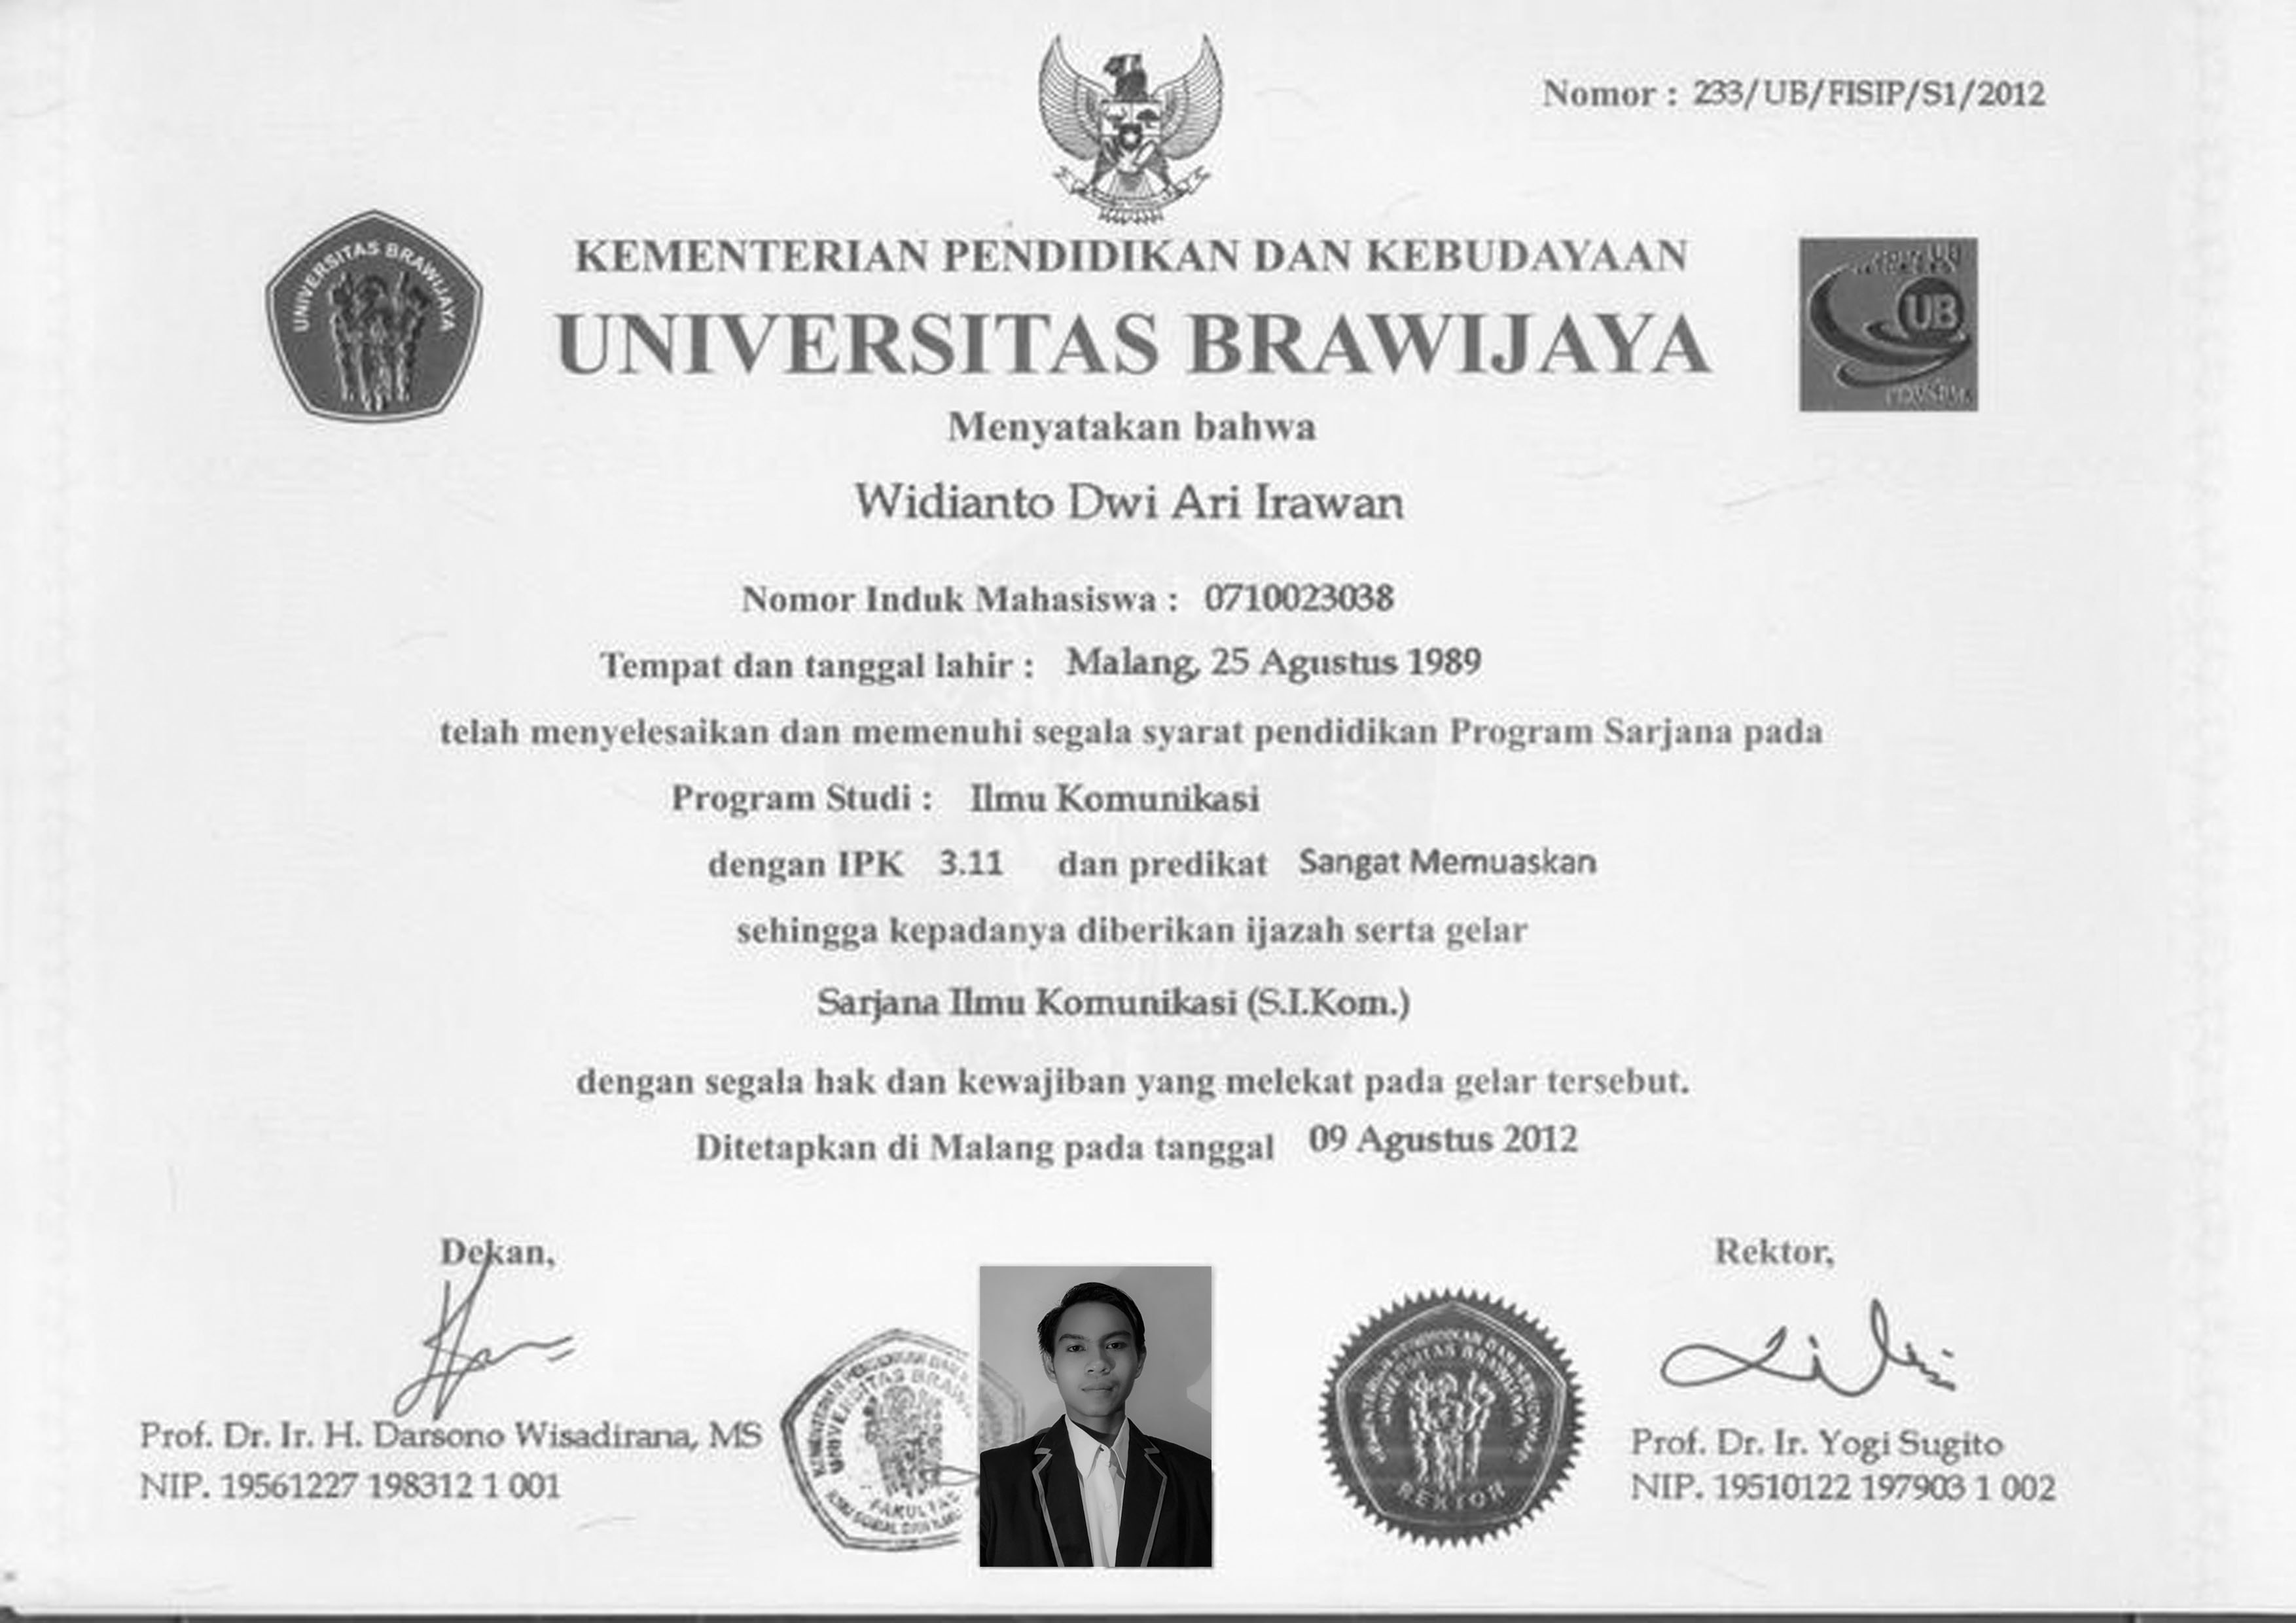 Nomor : 233/UB/FISIP/S1/2012
UNIVERSITAS BRAWIJAYA
KEMENTERIAN PENDIDIKAN DAN KEBUDAYAAN
UNIVERSITAS BRAWIJAYA
UB
Menyatakan bahwa
Widianto Dwi Ari Irawan
Nomor Induk Mahasiswa : 0710023038
Tempat dan tanggal lahir : Malang, 25 Agustus 1989
telah menyelesaikan dan memenuhi segala syarat pendidikan Program Sarjana pada
Program Studi : Ilmu Komunikasi
dengan IPK 3.11 dan predikat Sangat Memuaskan
sehingga kepadanya diberikan ijazah serta gelar
Sarjana Ilmu Komunikasi (S.I.Kom.)
dengan segala hak dan kewajiban yang melekat pada gelar tersebut.
Ditetapkan di Malang pada tanggal 09 Agustus 2012
Dekan,
Prof. Dr. Ir. H. Darsono Wisadirana, MS
NIP. 19561227 198312 1 001
UNIVERSITAS
FAKULTAS
UNIVERSITAS BRAWIJAYA
REKTOR
Rektor,
Prof. Dr. Ir. Yogi Sugito
NIP. 19510122 197903 1 002